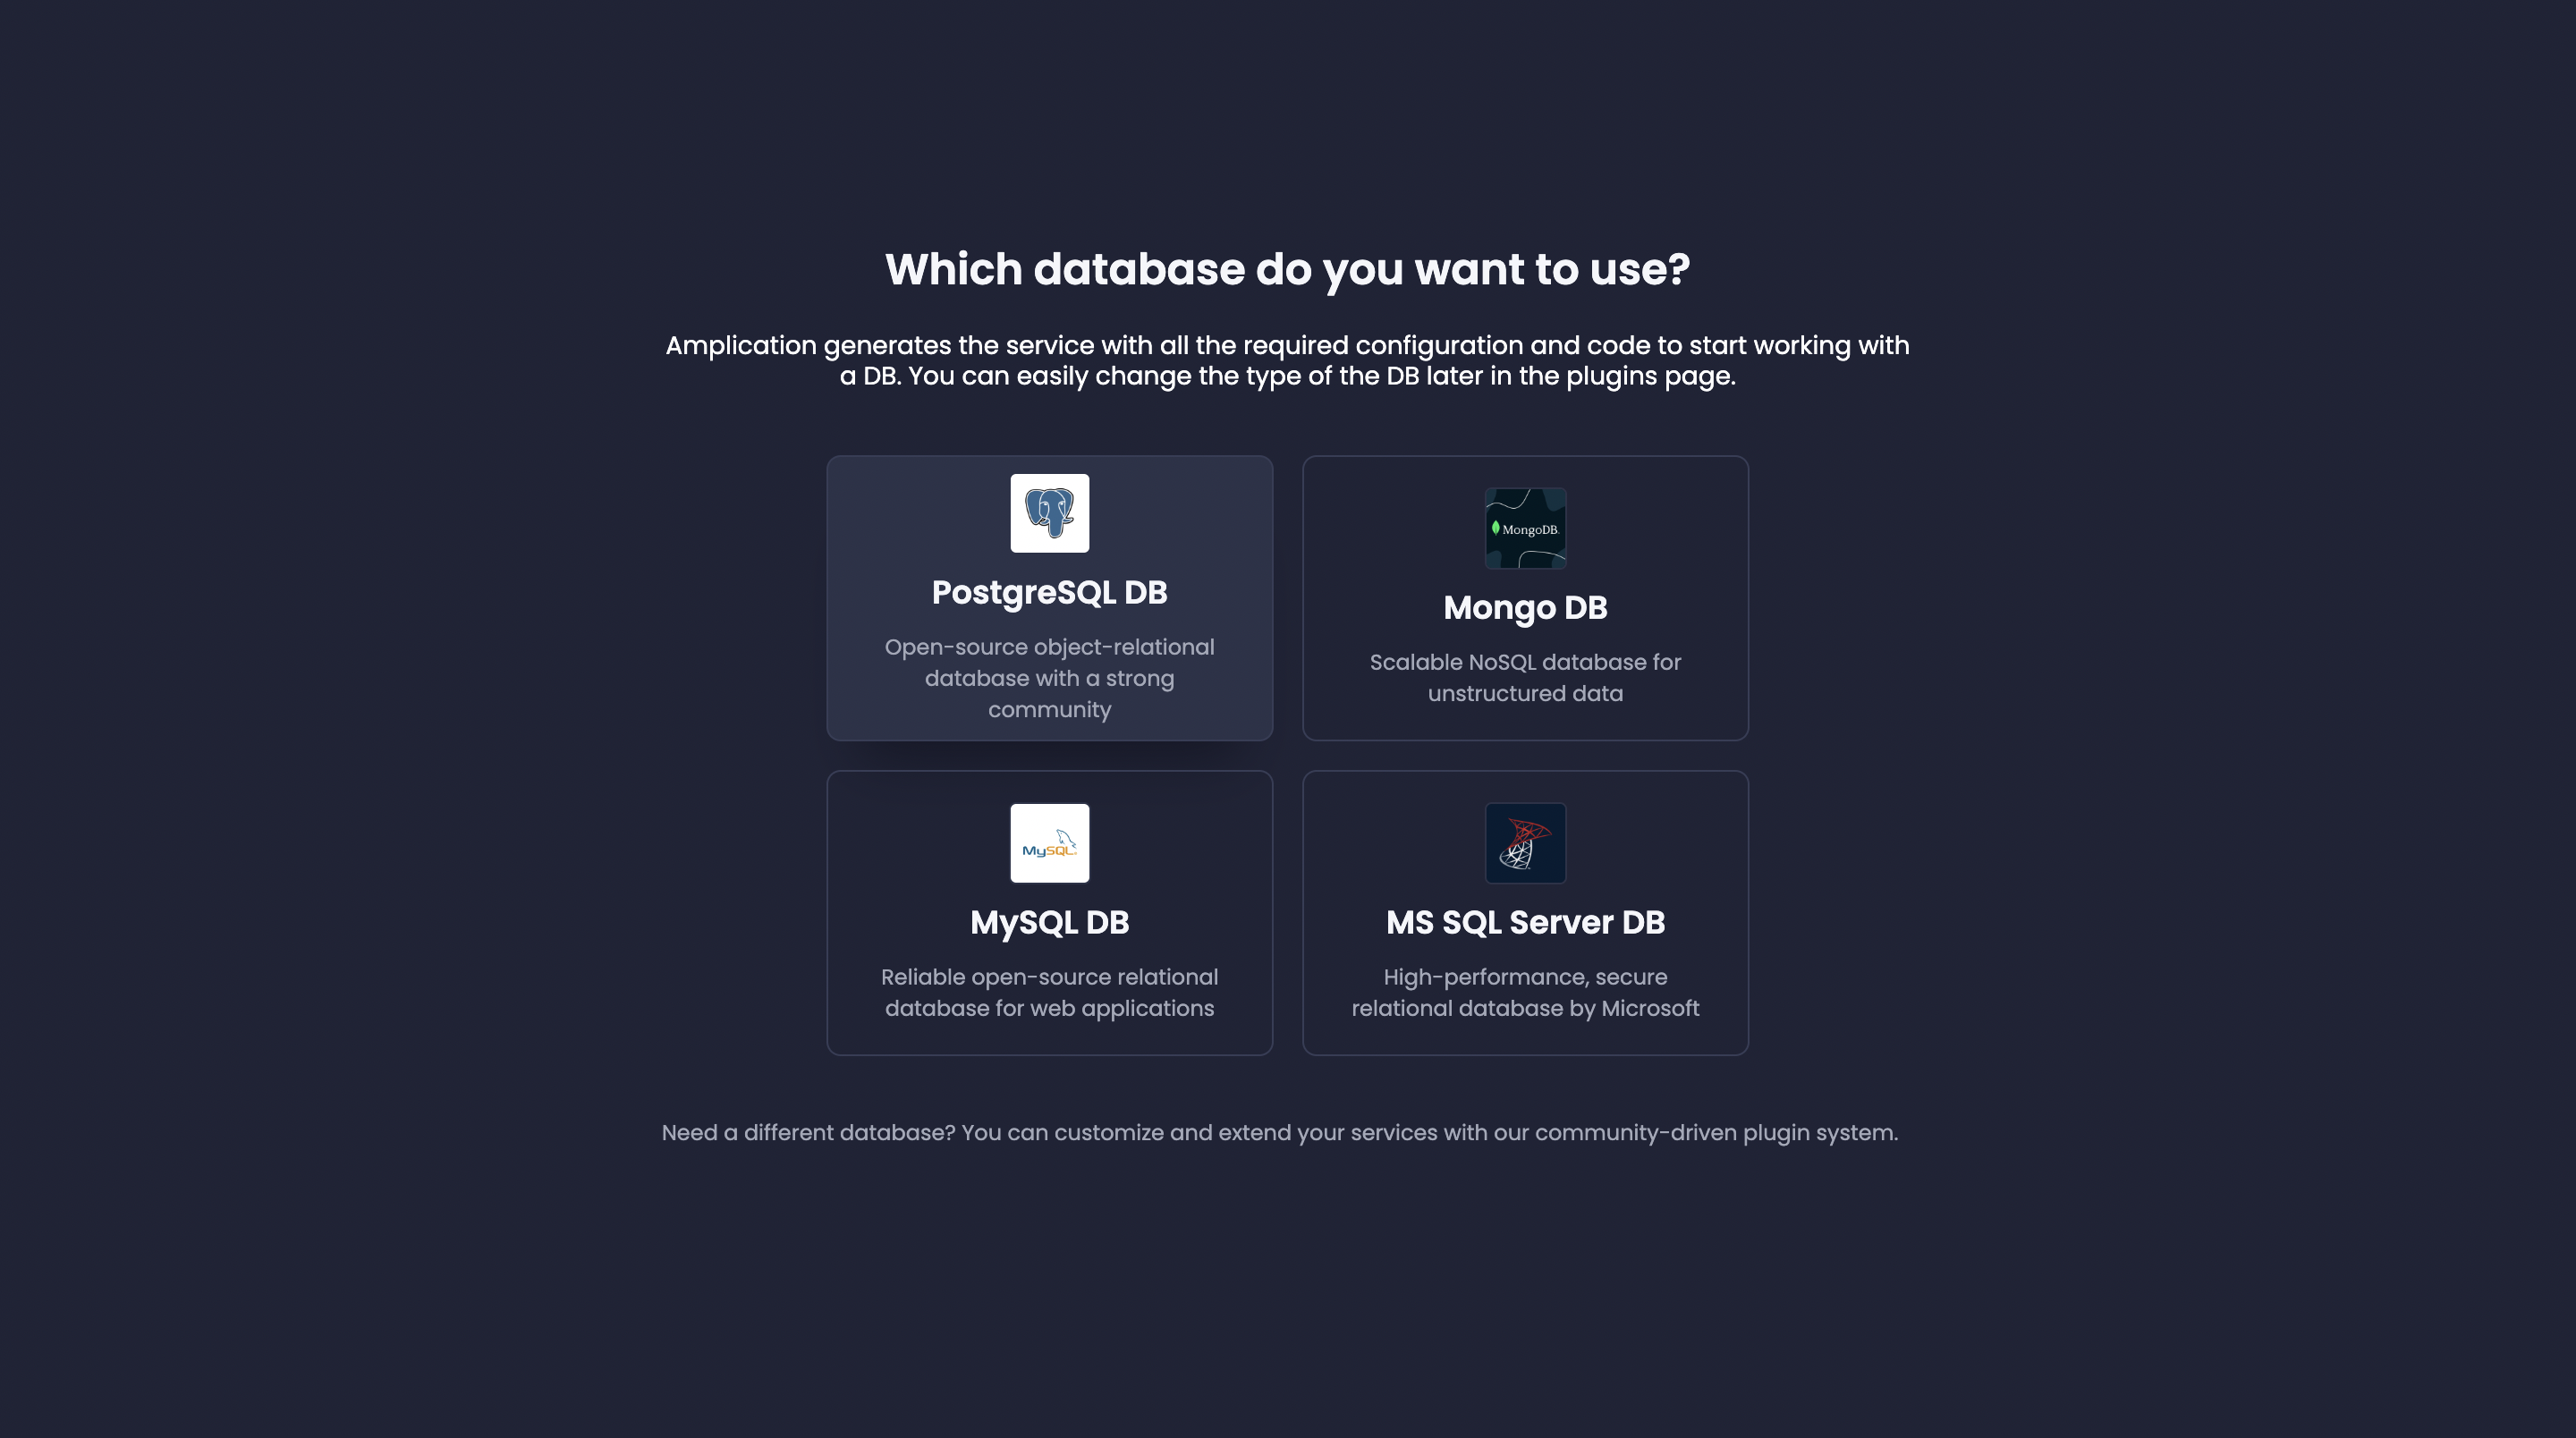 Which database do you want to use?
Amplication generates the service with all the required configuration and code to start working with
a DB. You can easily change the type of the DB later in the plugins page.
PostgreSQL DB
Open-source object-relational
database with a strong
community
MongoDB
Mongo DB
Scalable NoSQL database for
unstructured data
MySQL
MySQL DB
Reliable open-source relational
database for web applications
MS SQL Server DB
High-performance, secure
relational database by Microsoft
Need a different database? You can customize and extend your services with our community-driven plugin system.